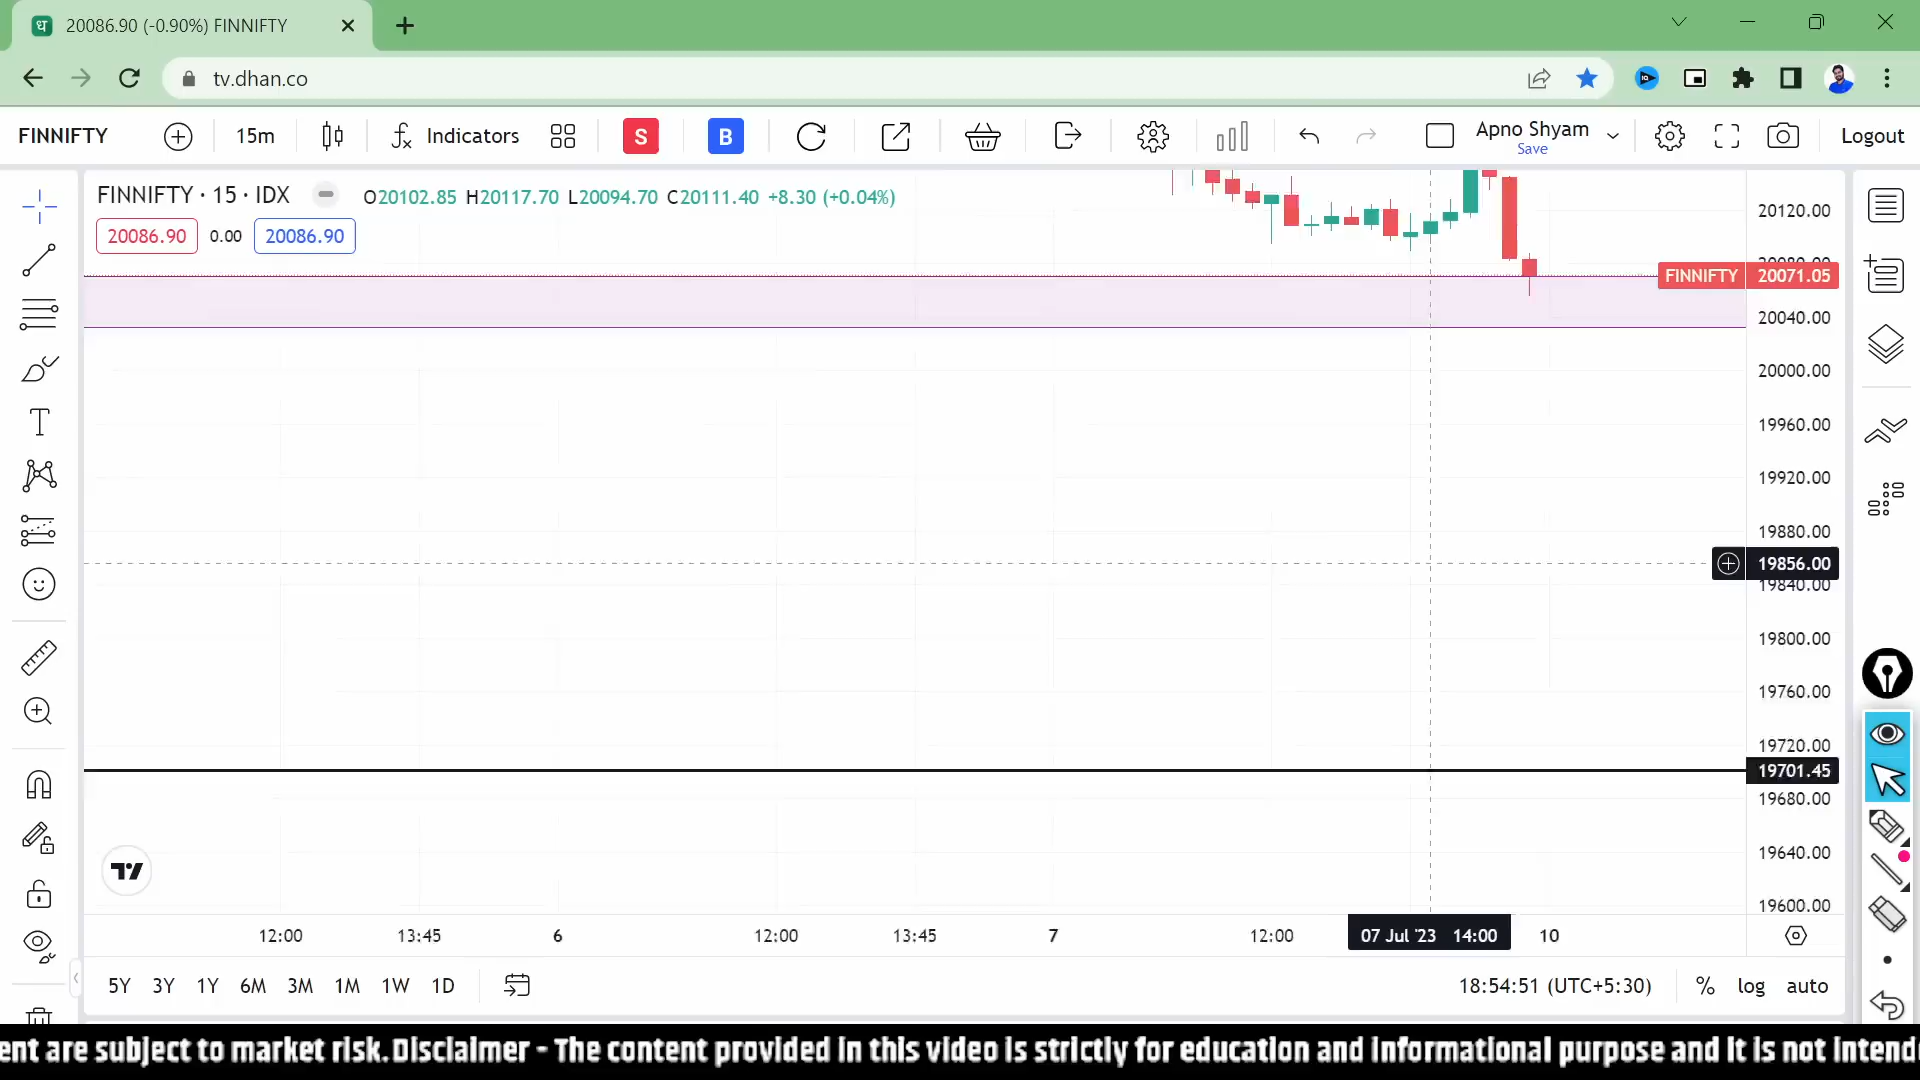 20086.90 (-0.90%) FINNIFTY
tv.dhan.co
FINNIFTY 15m Indicators S B Apno Shyam Save Logout
FINNIFTY · 15 · IDX O20102.85 H20117.70 L20094.70 C20111.40 +8.30 (+0.04%)
20086.90 0.00 20086.90
20120.00
FINNIFTY 20071.05
20040.00
20000.00
19960.00
19920.00
19880.00
19856.00
19840.00
19800.00
19760.00
19720.00
19701.45
19680.00
19640.00
19600.00
12:00 13:45 6 12:00 13:45 7 12:00 07 Jul '23 14:00 10
5Y 3Y 1Y 6M 3M 1M 1W 1D 18:54:51 (UTC+5:30) % log auto
ent are subject to market risk.Disclaimer - The content provided in this video is strictly for education and informational purpose and it is not intend